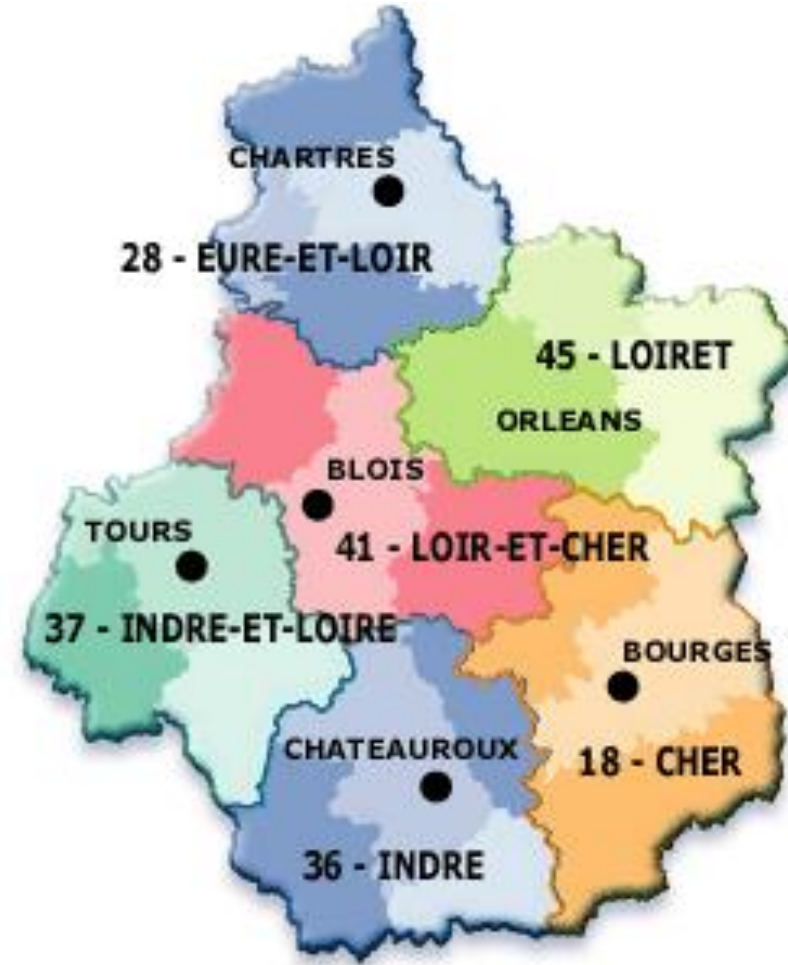 CHARTRES
28 - EURE-ET-LOIR
45 - LOIRET
ORLEANS
BLOIS
TOURS
41 - LOIR-ET-CHER
37 - INDRE-ET-LOIRE
BOURGES
CHATEAUROUX
18 - CHER
36 - INDRE